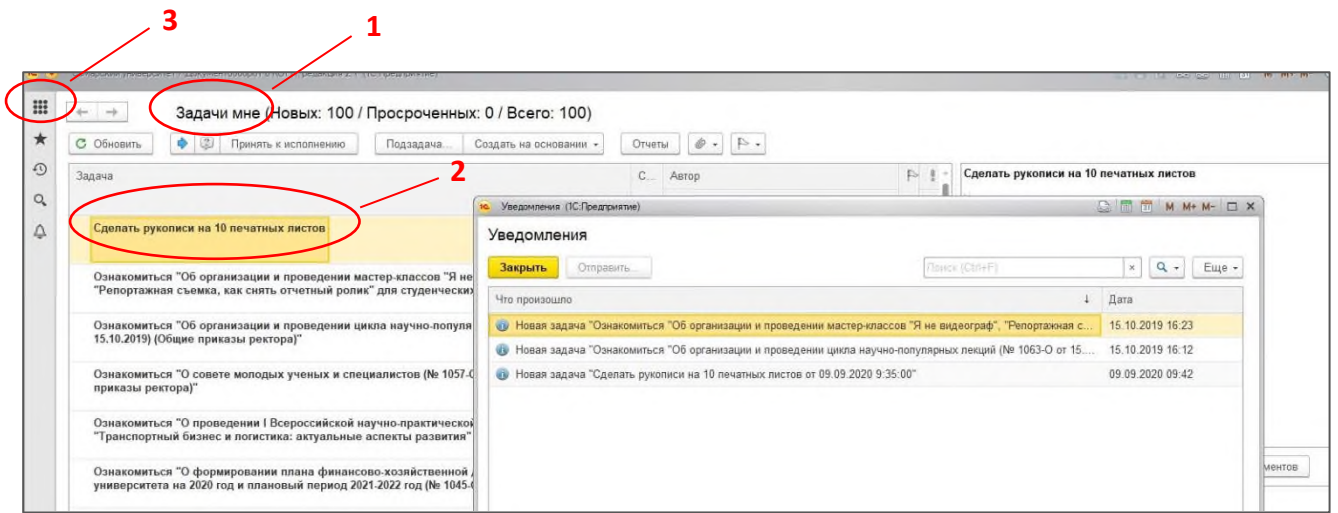 3
1
Задачи мне (Новых: 100 / Просроченных: 0 / Всего: 100)
Обновить Принять к исполнению Подзадача... Создать на основании Отчеты
Задача С... Автор Сделать рукописи на 10 печатных листов
2
Сделать рукописи на 10 печатных листов
Ознакомиться "Об организации и проведении мастер-классов "Я не
"Репортажная съемка, как снять отчетный ролик" для студенческих
Ознакомиться "Об организации и проведении цикла научно-популя
15.10.2019) (Общие приказы ректора)"
Ознакомиться "О совете молодых ученых и специалистов (№ 1057-О
приказы ректора)"
Ознакомиться "О проведении I Всероссийской научно-практической
"Транспортный бизнес и логистика: актуальные аспекты развития"
Ознакомиться "О формировании плана финансово-хозяйственной
университета на 2020 год и плановый период 2021-2022 год (№ 1045-
Уведомления (1С:Предприятие) M M+ M-
Уведомления
Закрыть Отправить... Поиск (Ctrl+F) × Еще
Что произошло ↓ Дата
Новая задача "Ознакомиться "Об организации и проведении мастер-классов "Я не видеограф", "Репортажная с... 15.10.2019 16:23
Новая задача "Ознакомиться "Об организации и проведении цикла научно-популярных лекций (№ 1063-О от 15.... 15.10.2019 16:12
Новая задача "Сделать рукописи на 10 печатных листов от 09.09.2020 9:35:00" 09.09.2020 09:42
ментов